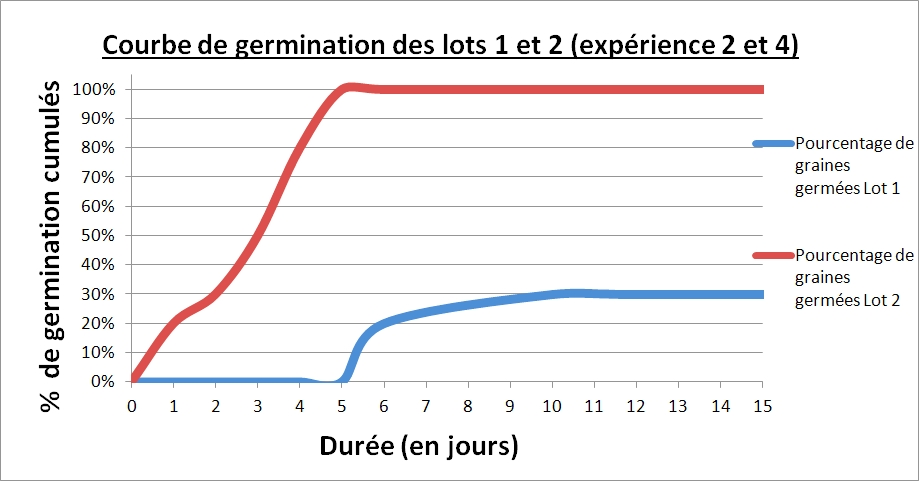 Courbe de germination des lots 1 et 2 (expérience 2 et 4)
% de germination cumulés
100%
90%
80%
70%
60%
50%
40%
30%
20%
10%
0%
0 1 2 3 4 5 6 7 8 9 10 11 12 13 14 15
Durée (en jours)
Pourcentage de
graines
germées Lot 1
Pourcentage de
graines
germées Lot 2